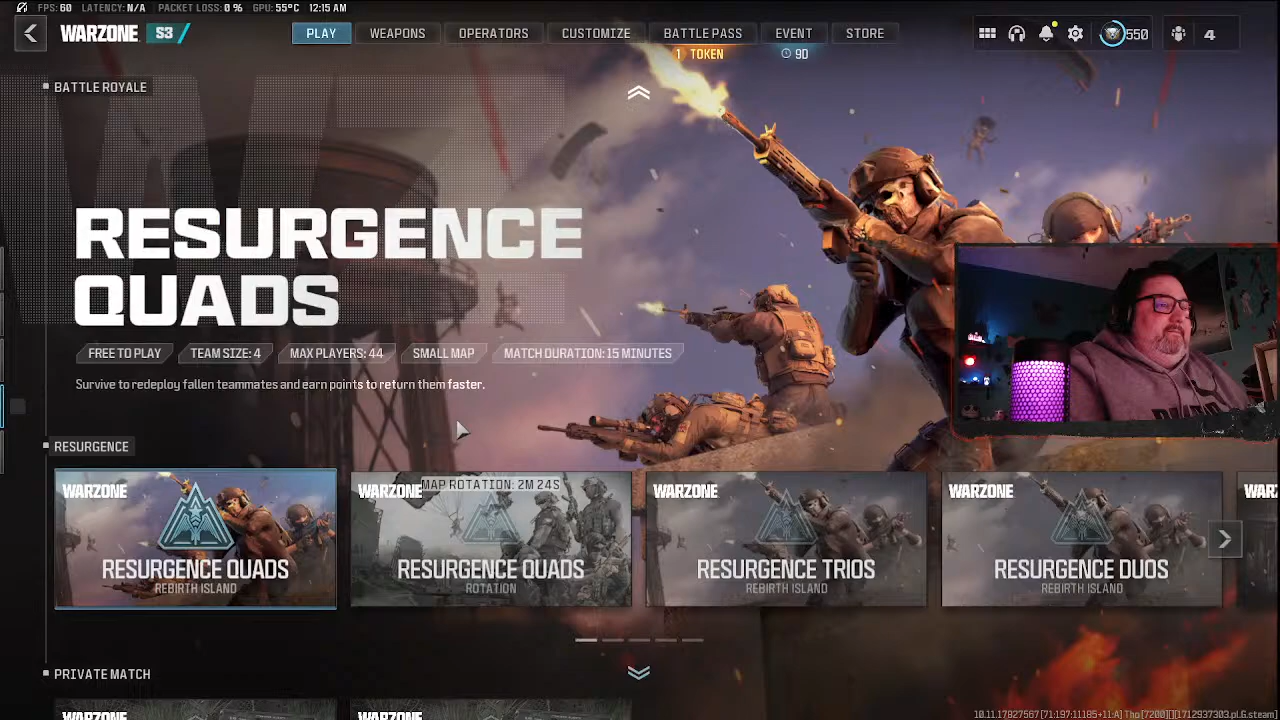 FPS: 60 LATENCY: N/A PACKET LOSS: 0 % GPU: 55°C 12:15 AM
WARZONE S3
PLAY WEAPONS OPERATORS CUSTOMIZE BATTLE PASS EVENT STORE
550 4
1 TOKEN 9D
BATTLE ROYALE
RESURGENCE
QUADS
FREE TO PLAY TEAM SIZE: 4 MAX PLAYERS: 44 SMALL MAP MATCH DURATION: 15 MINUTES
Survive to redeploy fallen teammates and earn points to return them faster.
RESURGENCE
WARZONE
RESURGENCE QUADS
REBIRTH ISLAND
WARZONE MAP ROTATION: 2M 24S
RESURGENCE QUADS
ROTATION
WARZONE
RESURGENCE TRIOS
REBIRTH ISLAND
WARZONE
RESURGENCE DUOS
REBIRTH ISLAND
PRIVATE MATCH
WARZONE WARZONE